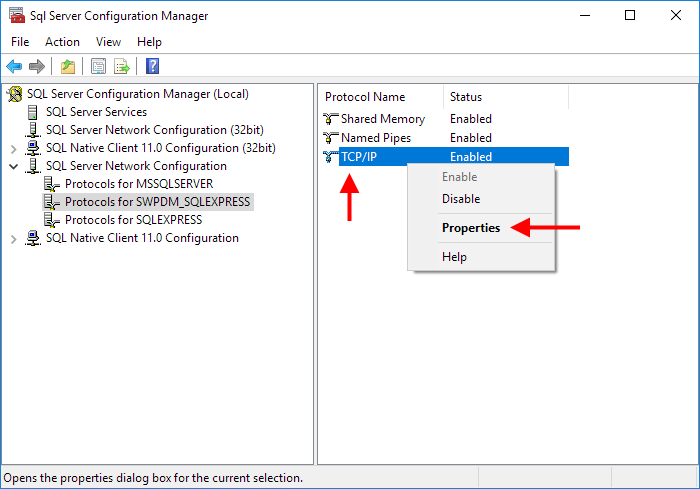 Sql Server Configuration Manager
File Action View Help
SQL Server Configuration Manager (Local)
SQL Server Services
SQL Server Network Configuration (32bit)
SQL Native Client 11.0 Configuration (32bit)
SQL Server Network Configuration
Protocols for MSSQLSERVER
Protocols for SWPDM_SQLEXPRESS
Protocols for SQLEXPRESS
SQL Native Client 11.0 Configuration
Protocol Name Status
Shared Memory Enabled
Named Pipes Enabled
TCP/IP Enabled
Enable
Disable
Properties
Help
Opens the properties dialog box for the current selection.